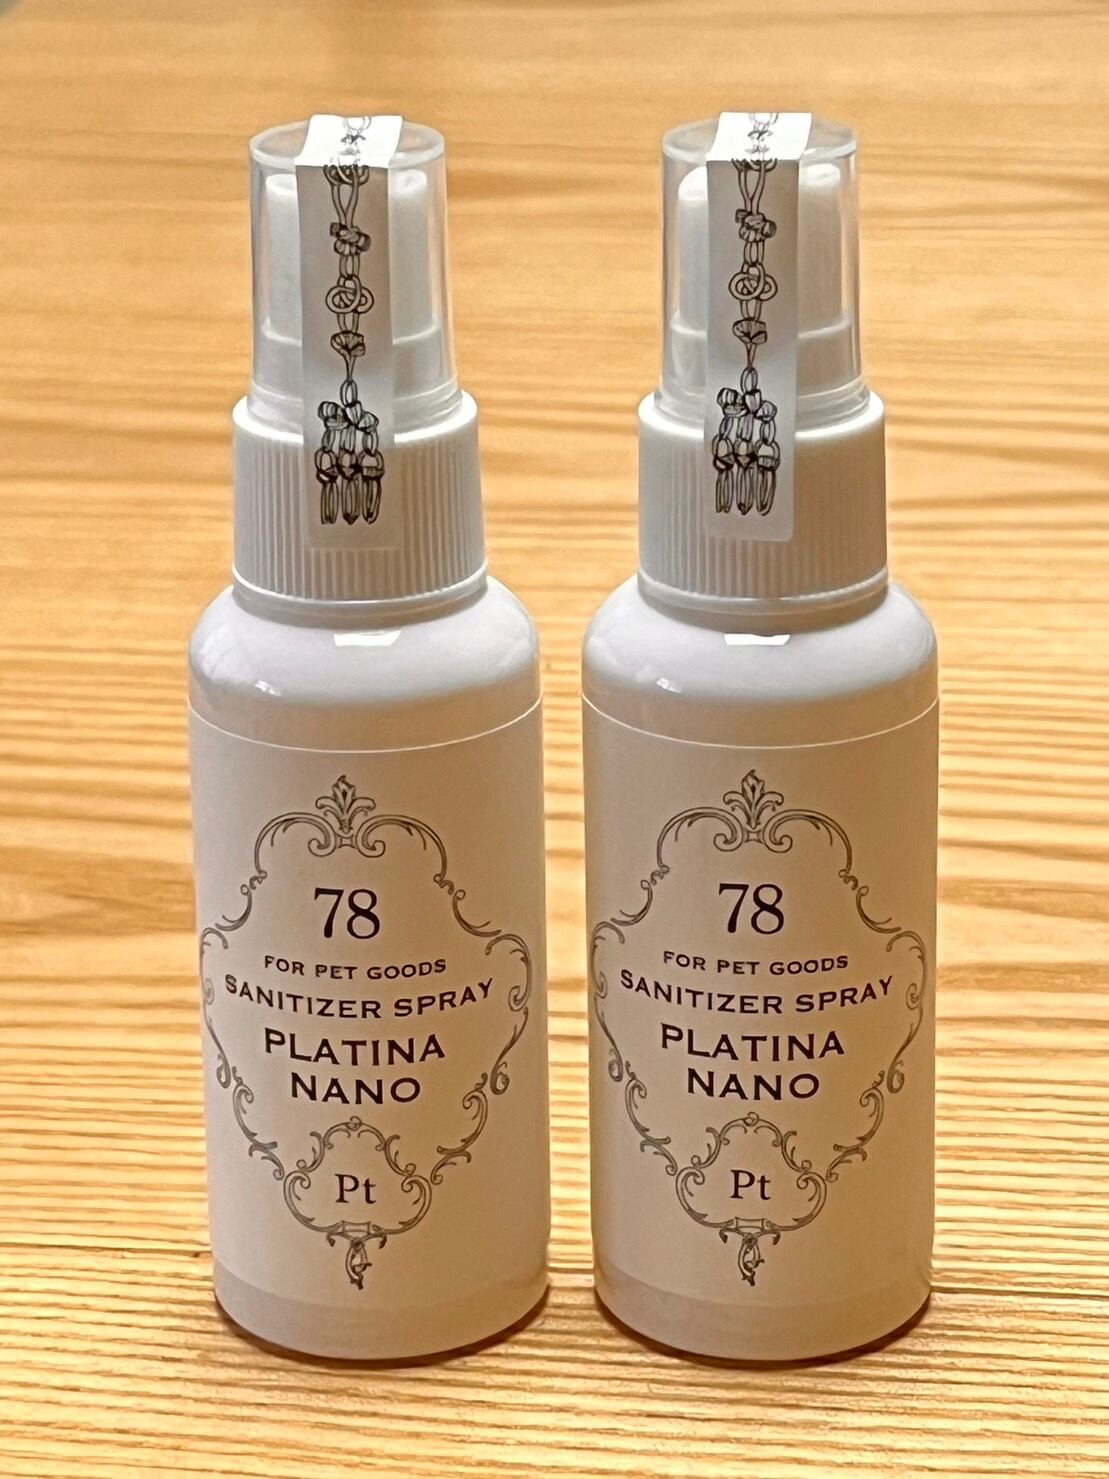 78
FOR PET GOODS
SANITIZER SPRAY
PLATINA
NANO
Pt
78
FOR PET GOODS
SANITIZER SPRAY
PLATINA
NANO
Pt